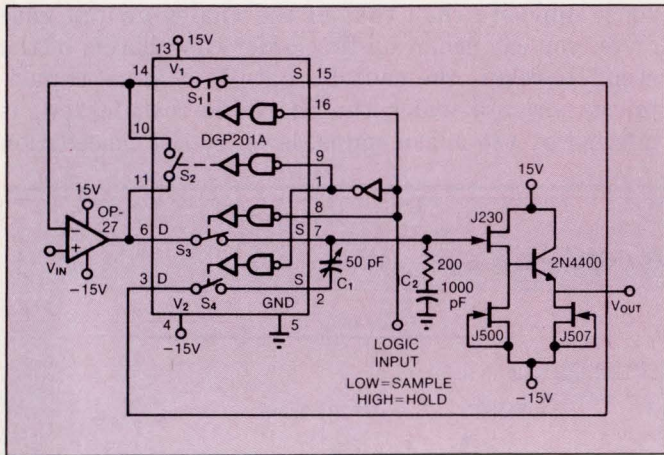 15V
13
14
V1
S
15
S1
16
10
DGP201A
9
S2
1
11
15V
OP-
27
8
6
D
S
7
VIN
S3
50 pF
C1
200
-15V
3
D
S4
S
2
C2
1000
pF
V2
GND
4
5
-15V
LOGIC
INPUT
LOW=SAMPLE
HIGH=HOLD
15V
J230
2N4400
VOUT
J500
J507
-15V